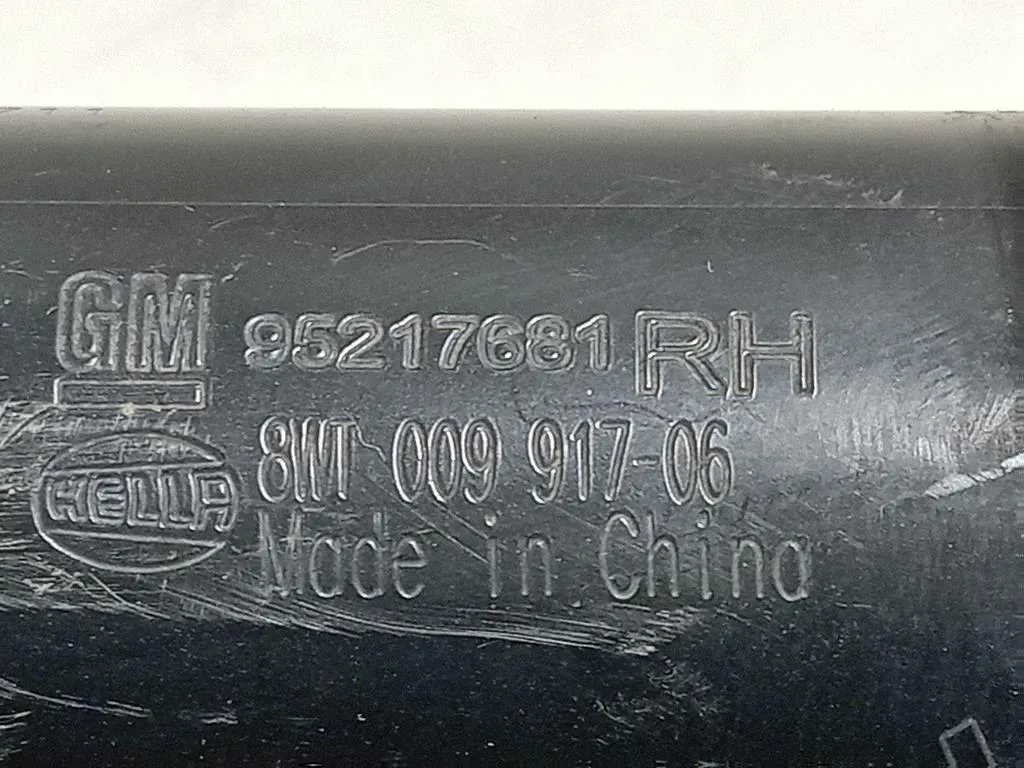 GM 95217681 RH
HELLA 8WT 009 917-06
Made in China